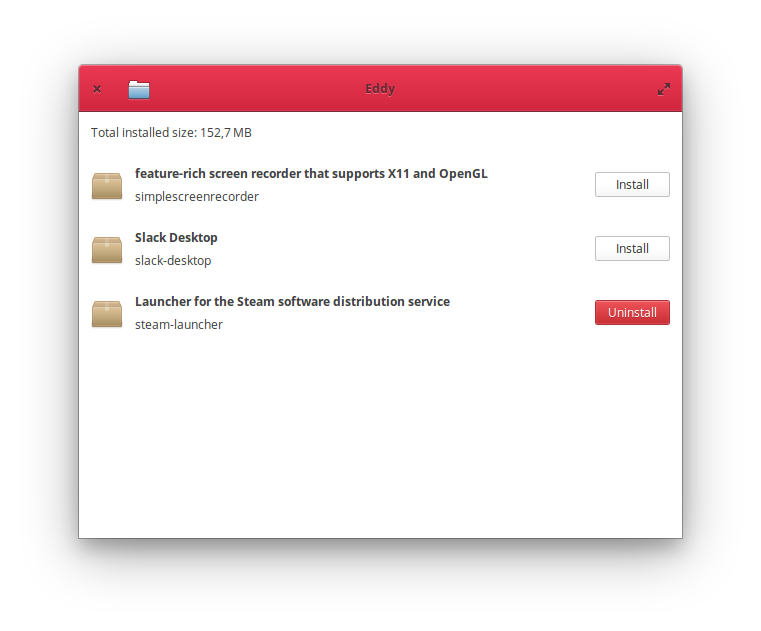 Eddy
Total installed size: 152,7 MB
feature-rich screen recorder that supports X11 and OpenGL
simplescreenrecorder
Install
Slack Desktop
slack-desktop
Install
Launcher for the Steam software distribution service
steam-launcher
Uninstall